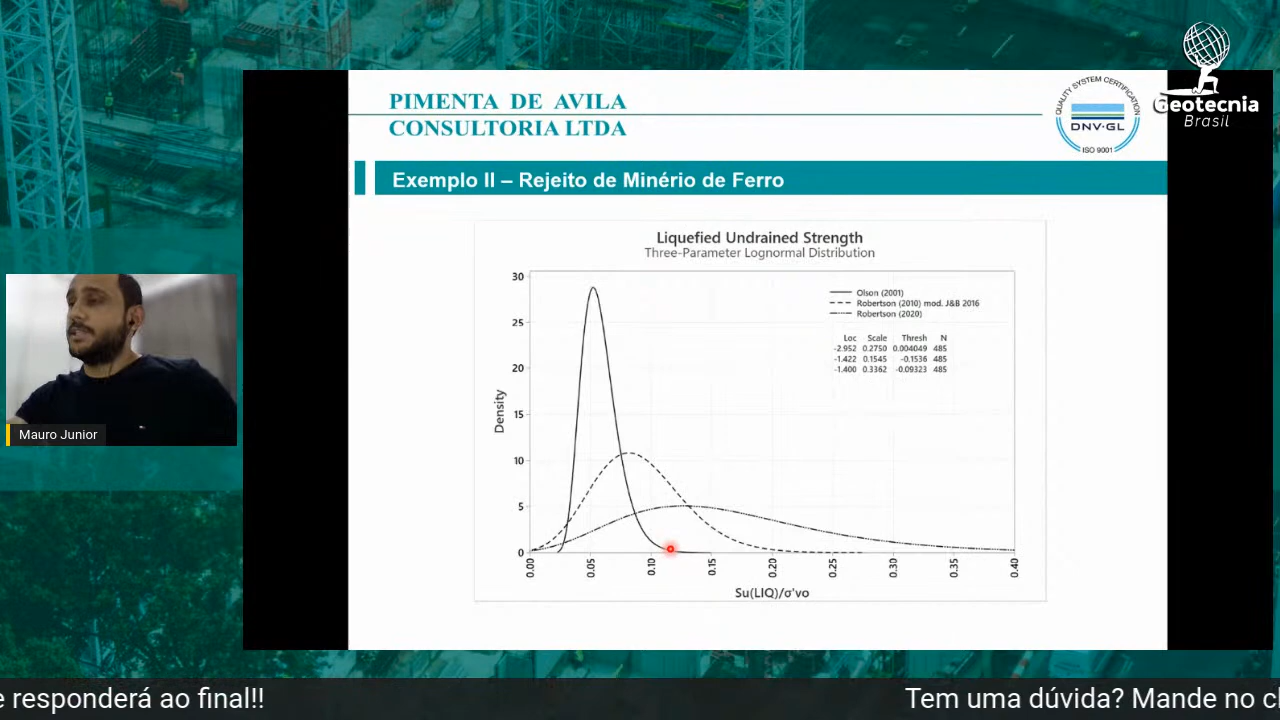 PIMENTA DE AVILA
CONSULTORIA LTDA
QUALITY SYSTEM CERTIFICATION
DNV·GL
ISO 9001
Geotecnia
Brasil
Exemplo II – Rejeito de Minério de Ferro
Liquefied Undrained Strength
Three-Parameter Lognormal Distribution
Olson (2001)
Robertson (2010) mod. J&B 2016
Robertson (2020)
Loc Scale Thresh N
-2.952 0.2750 0.004049 485
-1.422 0.1545 -0.1536 485
-1.400 0.3362 -0.09323 485
Density
30
25
20
15
10
5
0
0.00 0.05 0.10 0.15 0.20 0.25 0.30 0.35 0.40
Su(LIQ)/σ'vo
Mauro Junior
e responderá ao final!! Tem uma dúvida? Mande no c